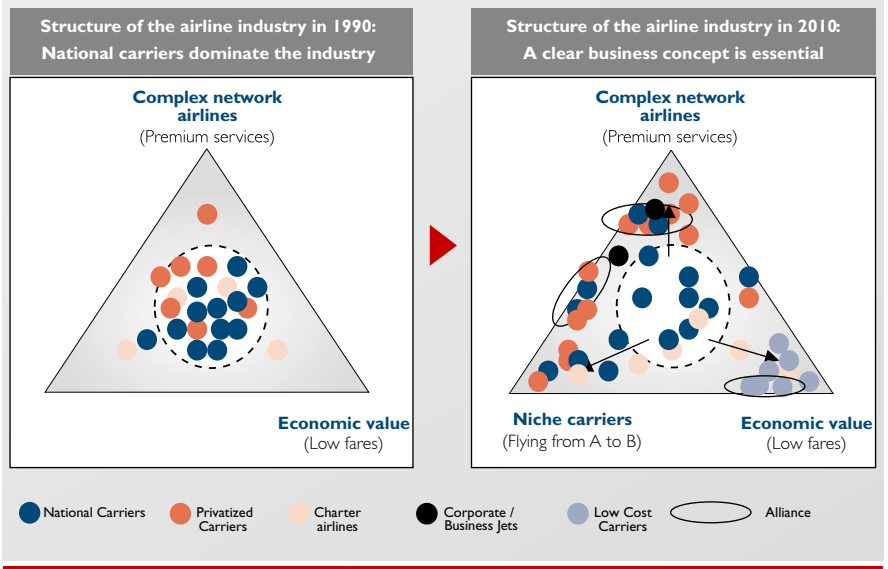 Structure of the airline industry in 1990:
National carriers dominate the industry
Complex network
airlines
(Premium services)
Economic value
(Low fares)
Structure of the airline industry in 2010:
A clear business concept is essential
Complex network
airlines
(Premium services)
Niche carriers
(Flying from A to B)
Economic value
(Low fares)
National Carriers
Privatized
Carriers
Charter
airlines
Corporate /
Business Jets
Low Cost
Carriers
Alliance